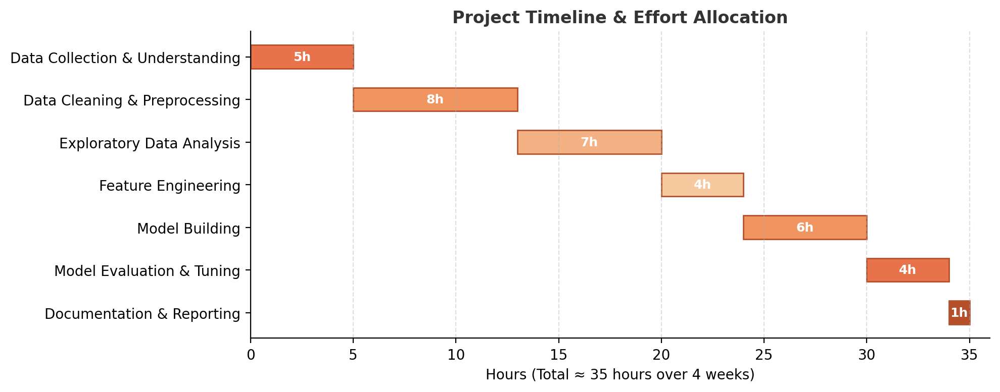 Project Timeline & Effort Allocation
Data Collection & Understanding
5h
Data Cleaning & Preprocessing
8h
Exploratory Data Analysis
7h
Feature Engineering
4h
Model Building
6h
Model Evaluation & Tuning
4h
Documentation & Reporting
1h
0 5 10 15 20 25 30 35
Hours (Total ≈ 35 hours over 4 weeks)